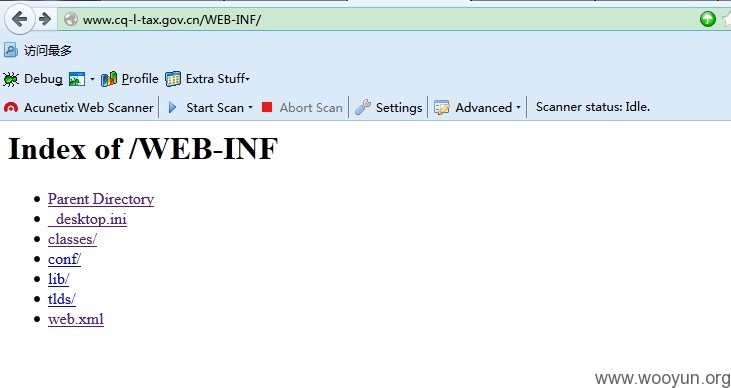 www.cq-l-tax.gov.cn/WEB-INF/
访问最多
Debug Profile Extra Stuff
Acunetix Web Scanner Start Scan Abort Scan Settings Advanced Scanner status: Idle.
Index of /WEB-INF
Parent Directory
_desktop.ini
classes/
conf/
lib/
tlds/
web.xml
www.wooyun.org